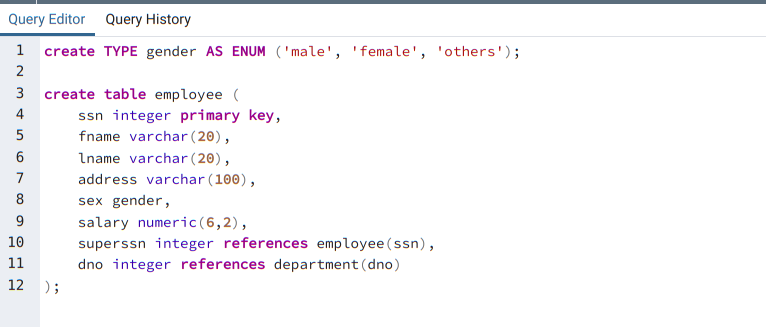 Query Editor Query History
1 create TYPE gender AS ENUM ('male', 'female', 'others');
2
3 create table employee (
4 ssn integer primary key,
5 fname varchar(20),
6 lname varchar(20),
7 address varchar(100),
8 sex gender,
9 salary numeric(6,2),
10 superssn integer references employee(ssn),
11 dno integer references department(dno)
12 );